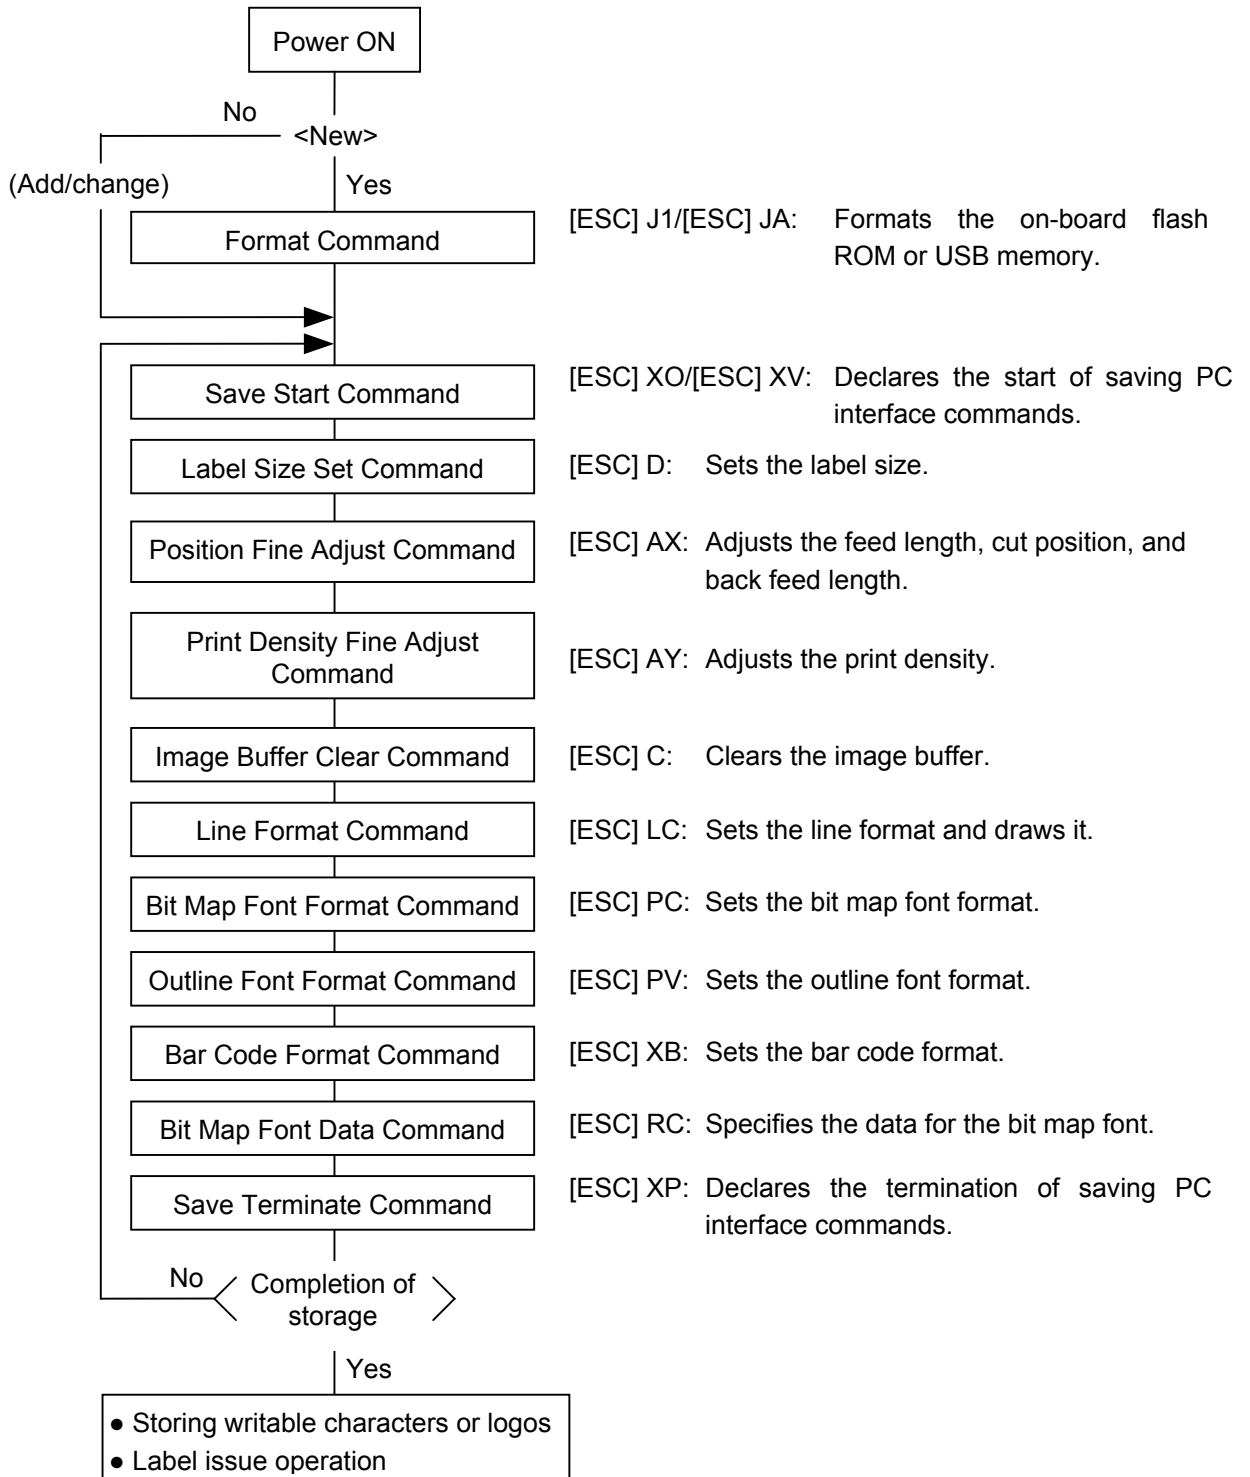 Power ON
No
<New>
(Add/change)
Yes
Format Command
[ESC] J1/[ESC] JA: Formats the on-board flash
ROM or USB memory.
Save Start Command
[ESC] XO/[ESC] XV: Declares the start of saving PC
interface commands.
Label Size Set Command
[ESC] D: Sets the label size.
Position Fine Adjust Command
[ESC] AX: Adjusts the feed length, cut position, and
back feed length.
Print Density Fine Adjust
Command
[ESC] AY: Adjusts the print density.
Image Buffer Clear Command
[ESC] C: Clears the image buffer.
Line Format Command
[ESC] LC: Sets the line format and draws it.
Bit Map Font Format Command
[ESC] PC: Sets the bit map font format.
Outline Font Format Command
[ESC] PV: Sets the outline font format.
Bar Code Format Command
[ESC] XB: Sets the bar code format.
Bit Map Font Data Command
[ESC] RC: Specifies the data for the bit map font.
Save Terminate Command
[ESC] XP: Declares the termination of saving PC
interface commands.
No
Completion of
storage
Yes
● Storing writable characters or logos
● Label issue operation